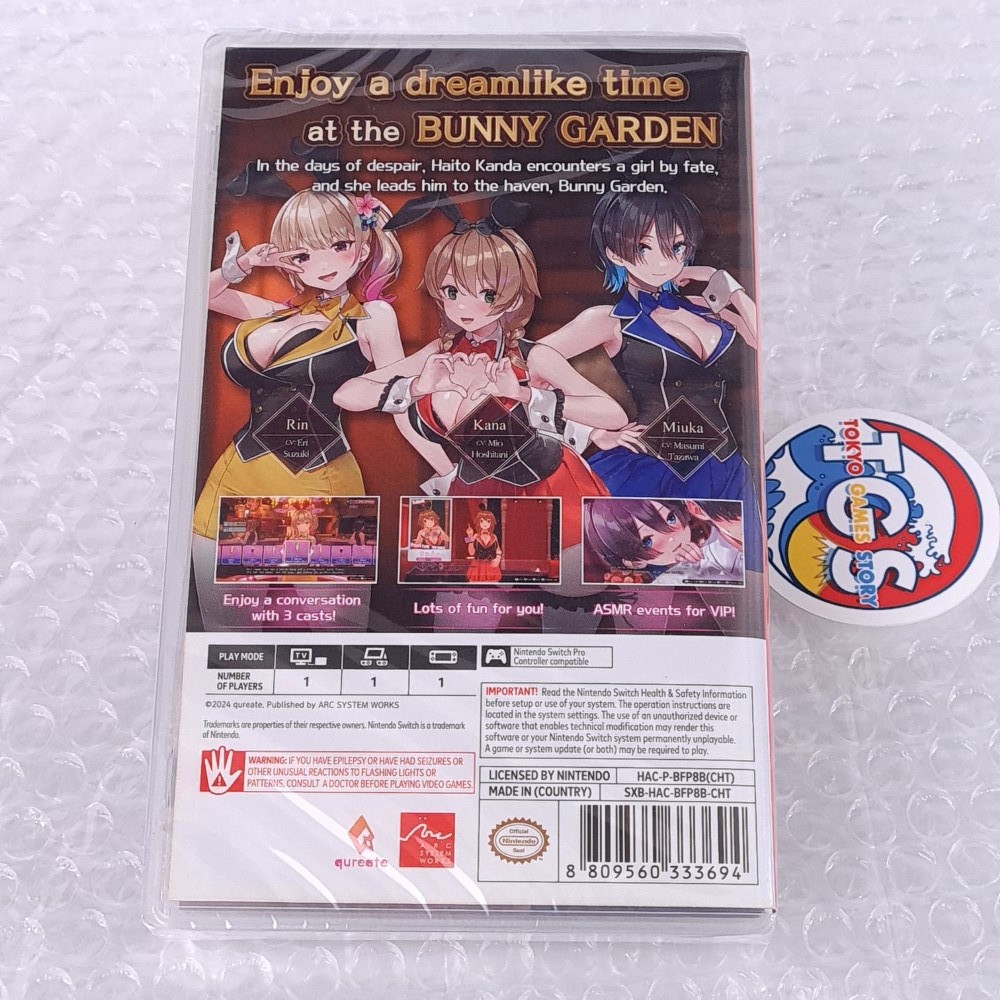 Enjoy a dreamlike time
at the BUNNY GARDEN
In the days of despair, Haito Kanda encounters a girl by fate,
and she leads him to the haven, Bunny Garden.
Rin
CV: Eri
Suzuki
Kana
CV: Mio
Hoshitani
Miuka
CV: Masumi
Tazawa
Enjoy a conversation
with 3 casts!
Lots of fun for you!
ASMR events for VIP!
TOKYO GAMES STORY
TGS
PLAY MODE
TV
NUMBER
OF PLAYERS
1
1
1
Nintendo Switch Pro
Controller compatible
©2024 qureate, Published by ARC SYSTEM WORKS
Trademarks are properties of their respective owners. Nintendo Switch is a trademark
of Nintendo.
WARNING: IF YOU HAVE EPILEPSY OR HAVE HAD SEIZURES OR
OTHER UNUSUAL REACTIONS TO FLASHING LIGHTS OR
PATTERNS, CONSULT A DOCTOR BEFORE PLAYING VIDEO GAMES.
IMPORTANT! Read the Nintendo Switch Health & Safety Information
before setup or use of your system. The operation instructions are
located in the system settings. The use of an unauthorized device or
software that enables technical modification may render this
software or your Nintendo Switch system permanently unplayable.
A game or system update (or both) may be required to play.
LICENSED BY NINTENDO
HAC-P-BFP8B(CHT)
MADE IN (COUNTRY)
SXB-HAC-BFP8B-CHT
qureate
ARC
SYSTEM
WORKS
Official
Nintendo
Seal
8 809560 333694